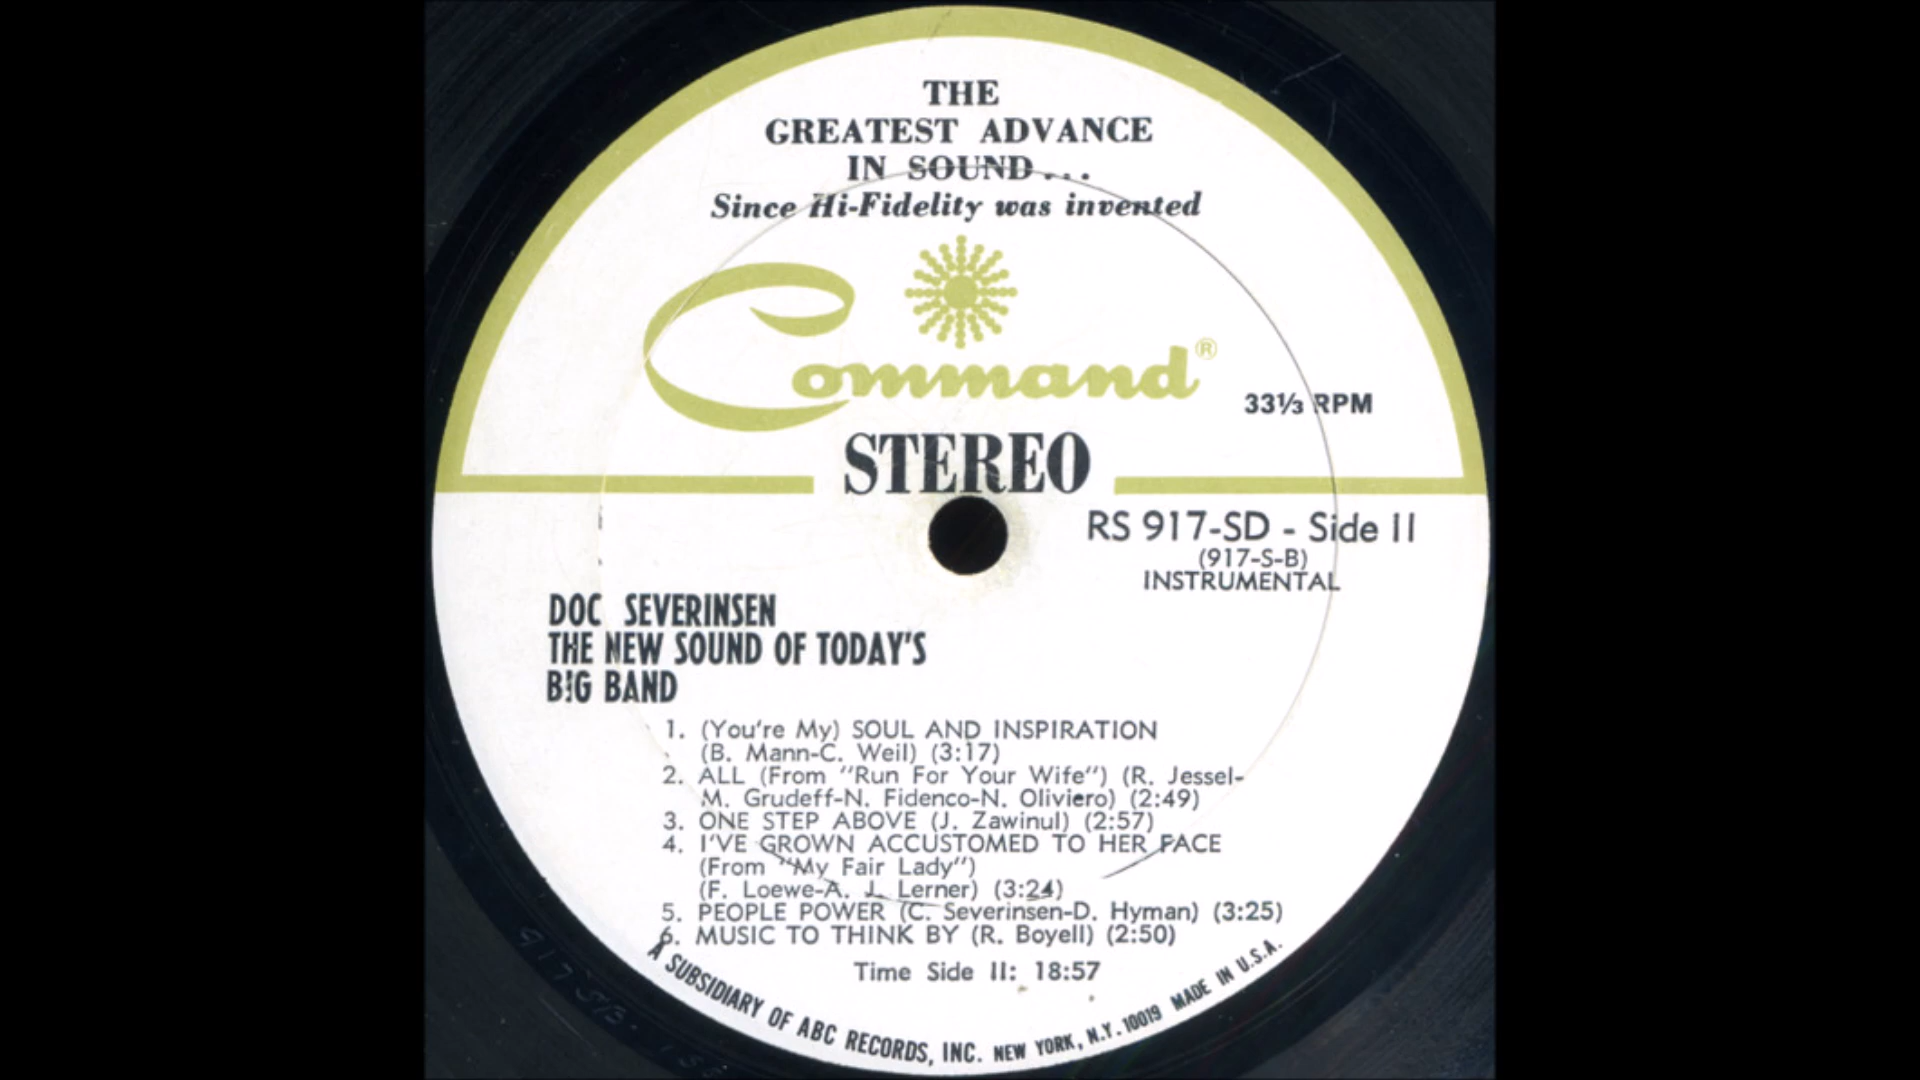 THE
GREATEST ADVANCE
IN SOUND...
Since Hi-Fidelity was invented
Command®
33⅓ RPM
STEREO
RS 917-SD - Side II
(917-S-B)
INSTRUMENTAL
DOC SEVERINSEN
THE NEW SOUND OF TODAY'S
BIG BAND
1. (You're My) SOUL AND INSPIRATION
(B. Mann-C. Weil) (3:17)
2. ALL (From "Run For Your Wife") (R. Jessel-
M. Grudeff-N. Fidenco-N. Oliviero) (2:49)
3. ONE STEP ABOVE (J. Zawinul) (2:57)
4. I'VE GROWN ACCUSTOMED TO HER FACE
(From "My Fair Lady")
(F. Loewe-A. J. Lerner) (3:24)
5. PEOPLE POWER (C. Severinsen-D. Hyman) (3:25)
6. MUSIC TO THINK BY (R. Boyell) (2:50)
Time Side II: 18:57
A SUBSIDIARY OF ABC RECORDS, INC. NEW YORK, N.Y. 10019 MADE IN U.S.A.